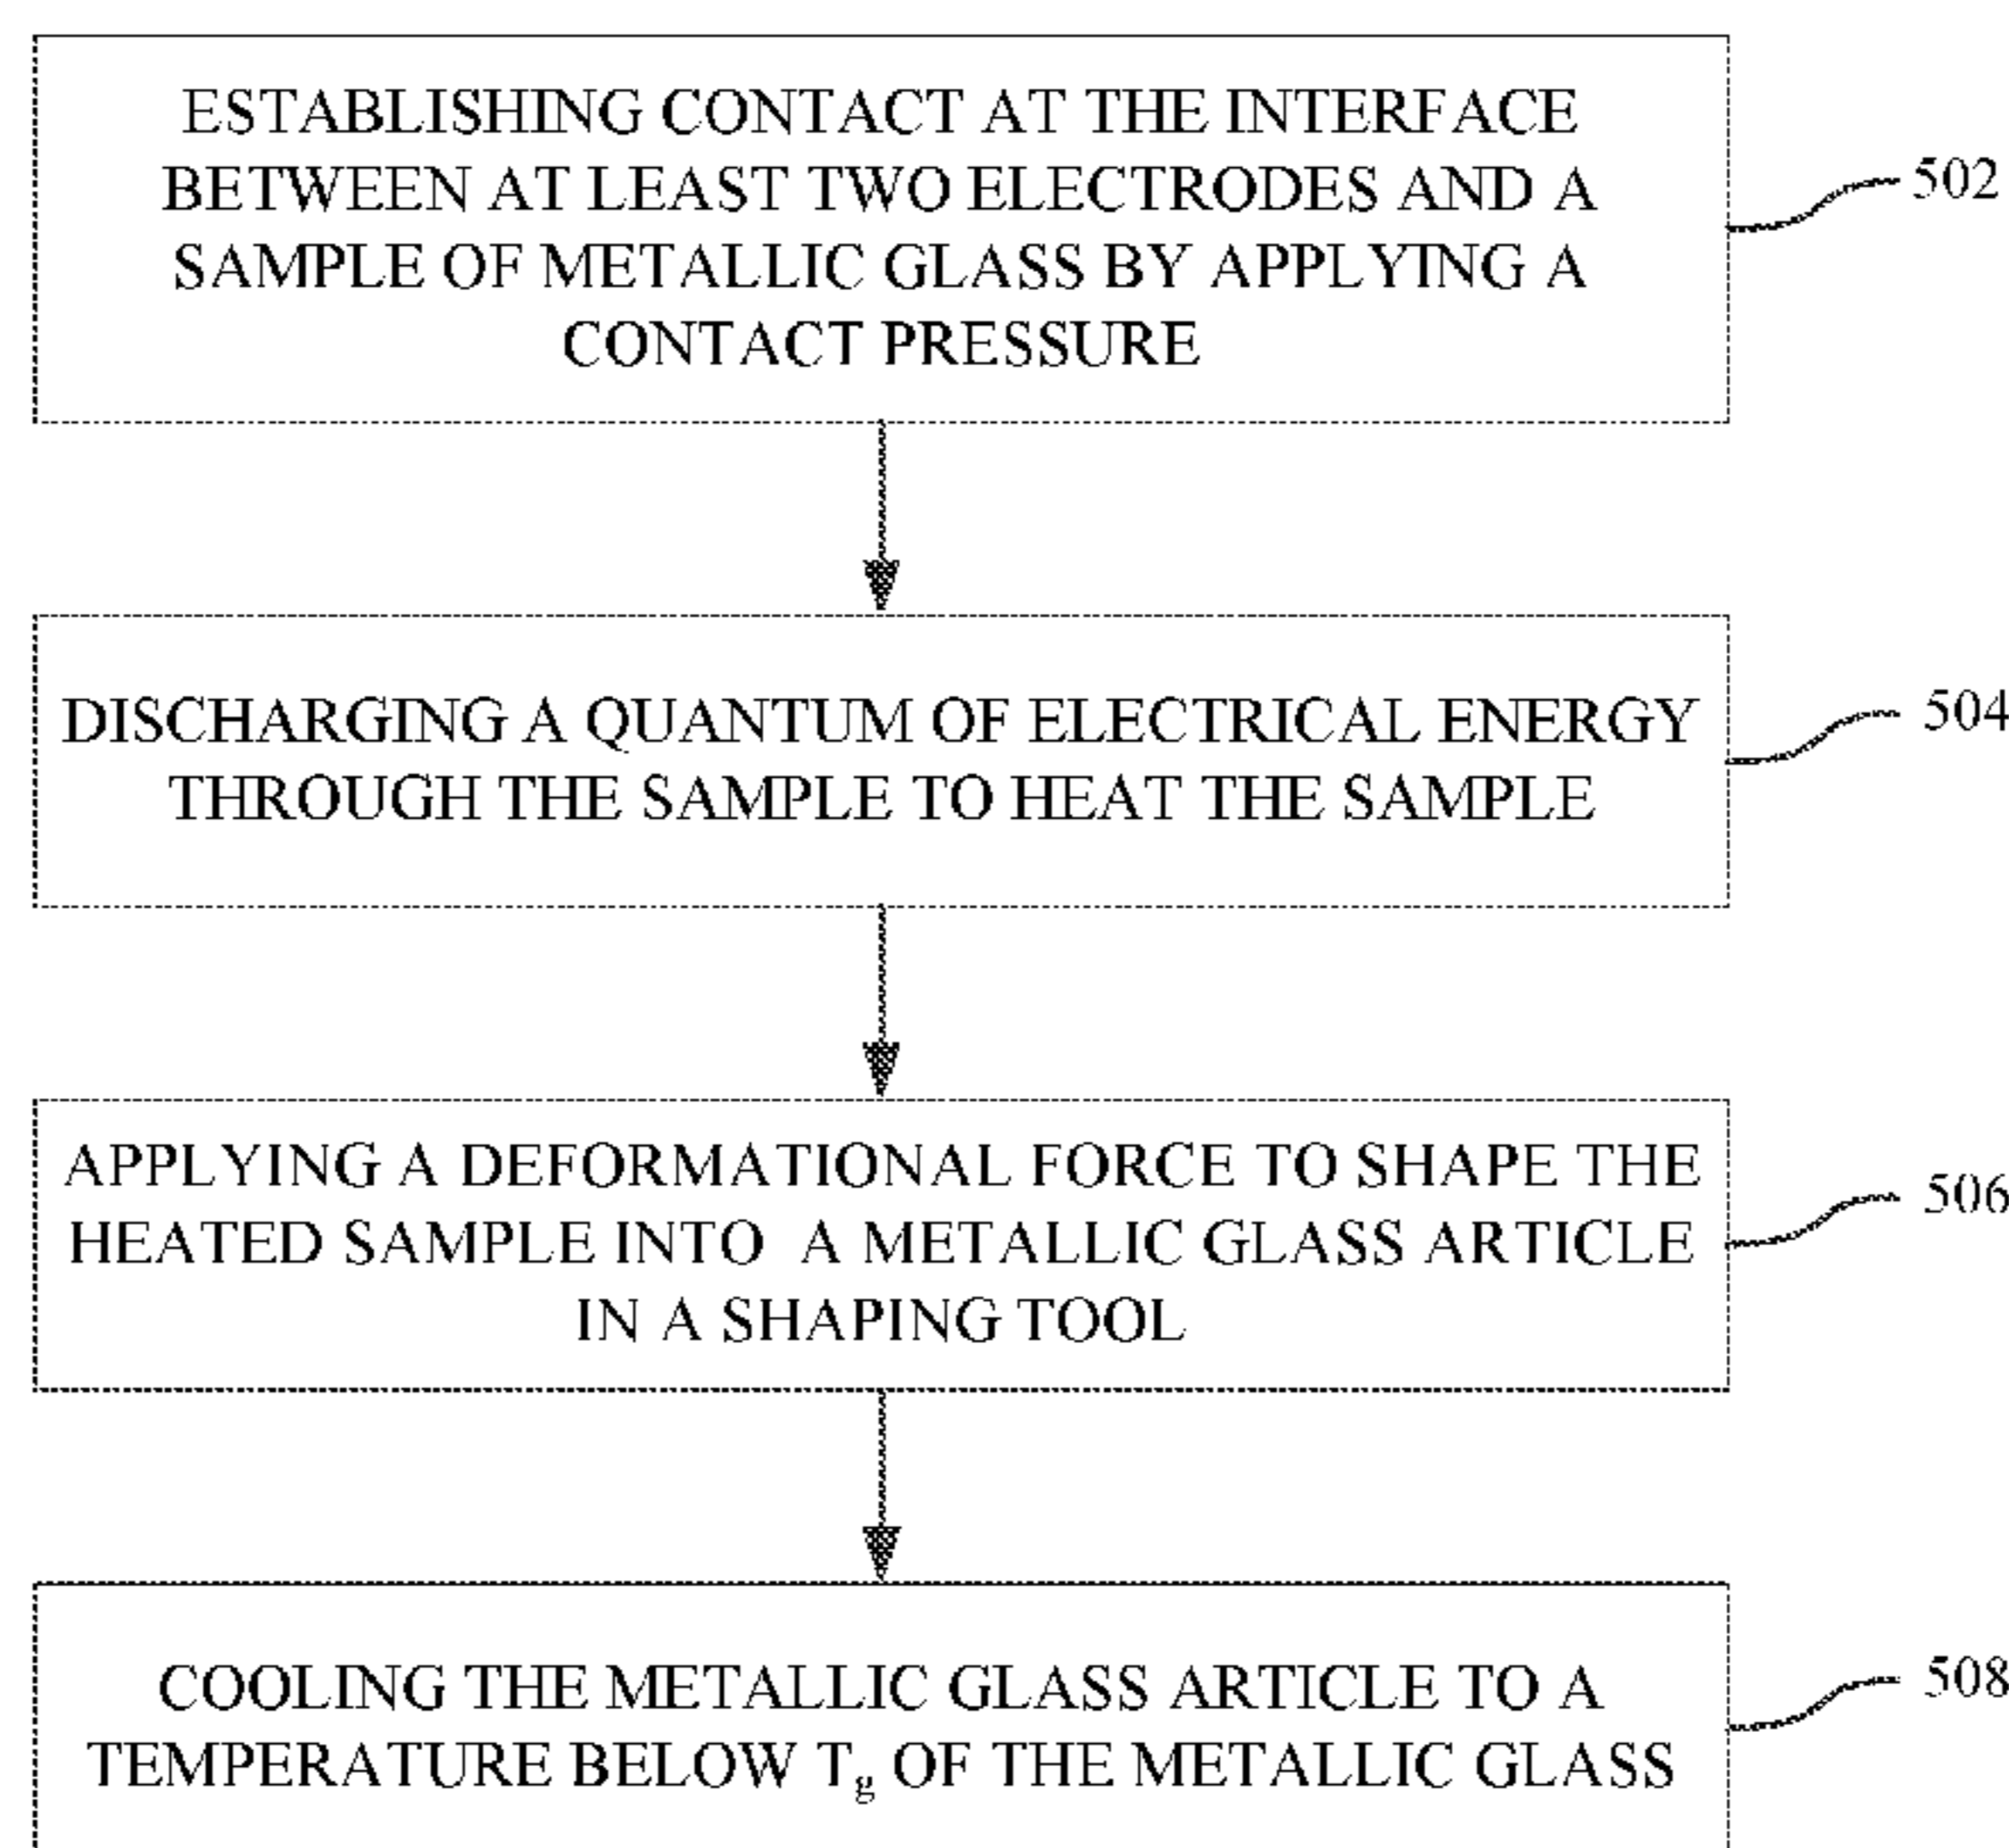 ESTABLISHING CONTACT AT THE INTERFACE
BETWEEN AT LEAST TWO ELECTRODES AND A
SAMPLE OF METALLIC GLASS BY APPLYING A
CONTACT PRESSURE
502
DISCHARGING A QUANTUM OF ELECTRICAL ENERGY
THROUGH THE SAMPLE TO HEAT THE SAMPLE
504
APPLYING A DEFORMATIONAL FORCE TO SHAPE THE
HEATED SAMPLE INTO A METALLIC GLASS ARTICLE
IN A SHAPING TOOL
506
COOLING THE METALLIC GLASS ARTICLE TO A
TEMPERATURE BELOW Tg OF THE METALLIC GLASS
508